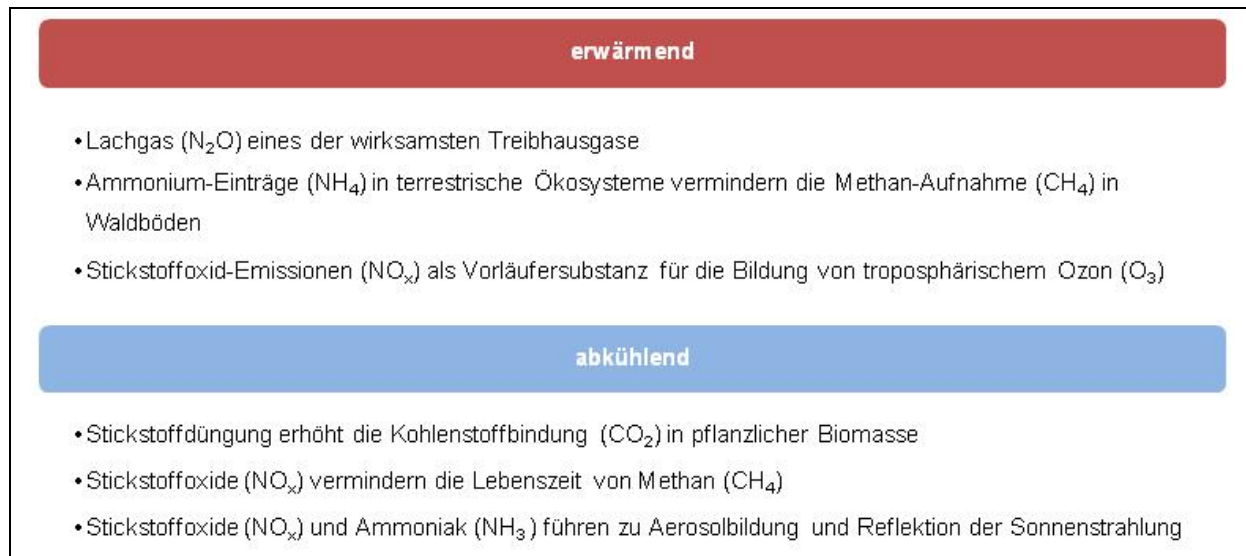 erwärmend
•Lachgas (N₂O) eines der wirksamsten Treibhausgase
•Ammonium-Einträge (NH₄) in terrestrische Ökosysteme vermindern die Methan-Aufnahme (CH₄) in
Waldböden
•Stickstoffoxid-Emissionen (NOₓ) als Vorläufersubstanz für die Bildung von troposphärischem Ozon (O₃)
abkühlend
•Stickstoffdüngung erhöht die Kohlenstoffbindung (CO₂) in pflanzlicher Biomasse
•Stickstoffoxide (NOₓ) vermindern die Lebenszeit von Methan (CH₄)
•Stickstoffoxide (NOₓ) und Ammoniak (NH₃) führen zu Aerosolbildung und Reflektion der Sonnenstrahlung